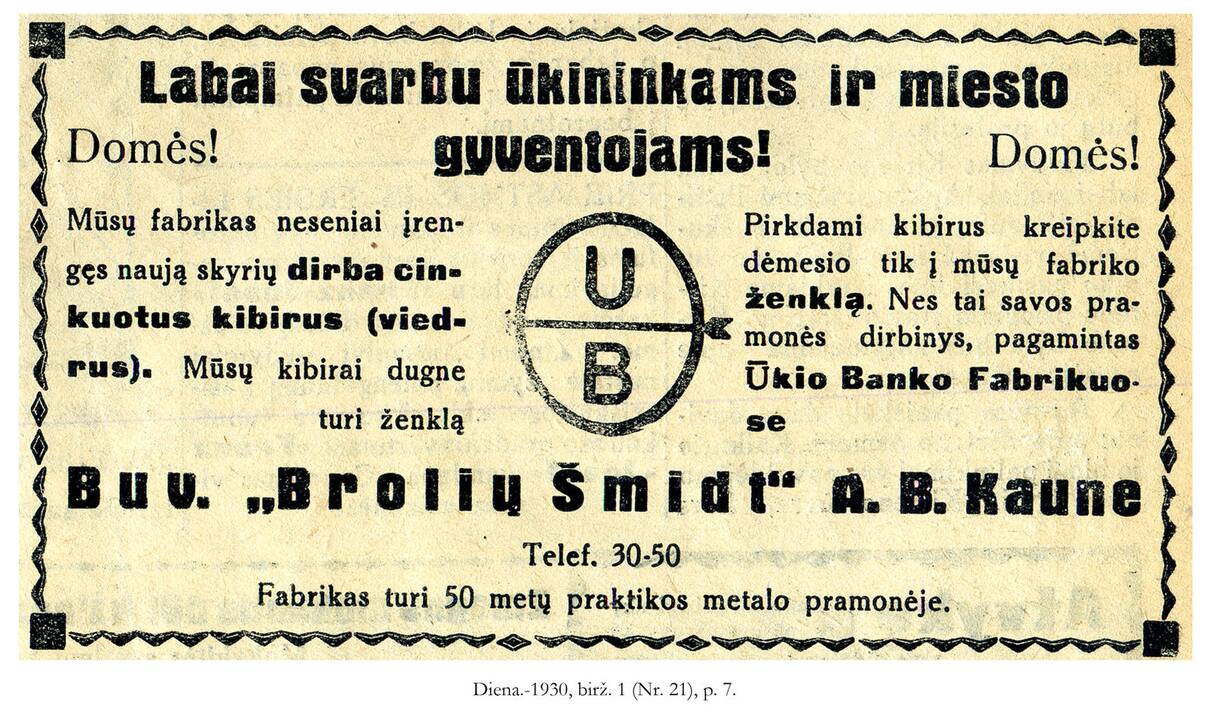 Labai svarbu ūkininkams ir miesto
Domės! gyventojams! Domės!
Mūsų fabrikas neseniai įren-
gęs naują skyrių dirba cin-
kuotus kibirus (vied-
rus). Mūsų kibirai dugne
turi ženklą
U
B
Pirkdami kibirus kreipkite
dėmesio tik į mūsų fabriko
ženklą. Nes tai savos pra-
monės dirbinys, pagamintas
Ūkio Banko Fabrikuo-
se
Buv. „Brolių Šmidt“ A. B. Kaune
Telef. 30-50
Fabrikas turi 50 metų praktikos metalo pramonėje.
Diena.-1930, birž. 1 (Nr. 21), p. 7.